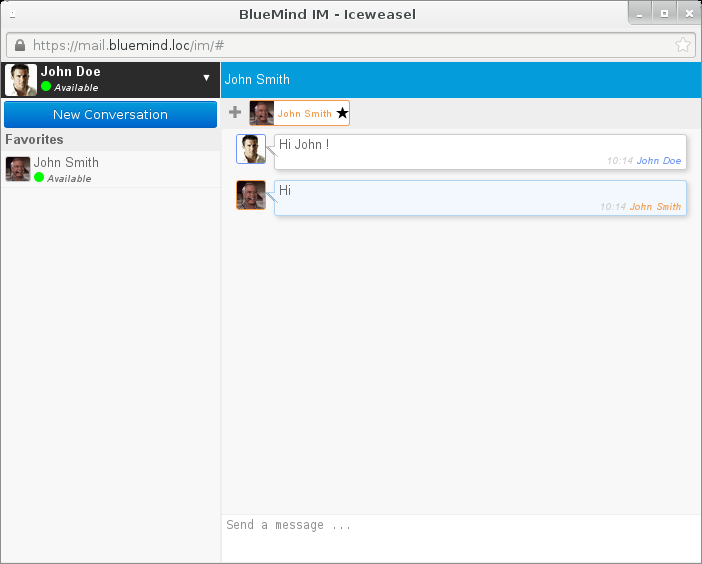 BlueMind IM - Iceweasel
https://mail.bluemind.loc/im/#
John Doe
Available
New Conversation
Favorites
John Smith
Available
John Smith
John Smith
Hi John !
10:14 John Doe
Hi
10:14 John Smith
Send a message ...